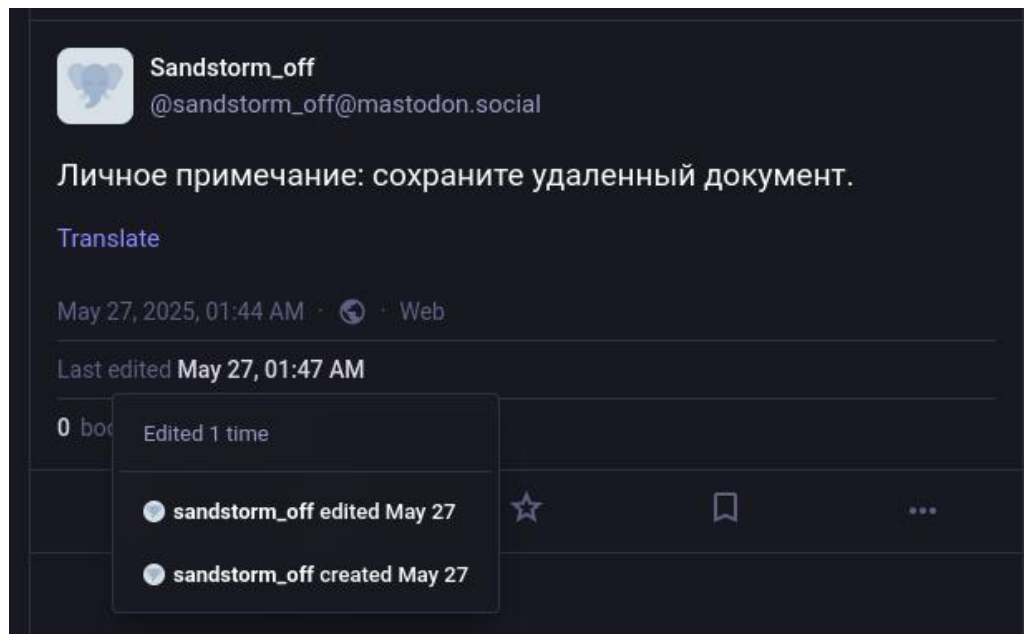 Sandstorm_off
@sandstorm_off@mastodon.social
Личное примечание: сохраните удаленный документ.
Translate
May 27, 2025, 01:44 AM · · Web
Last edited May 27, 01:47 AM
0
Edited 1 time
sandstorm_off edited May 27
sandstorm_off created May 27